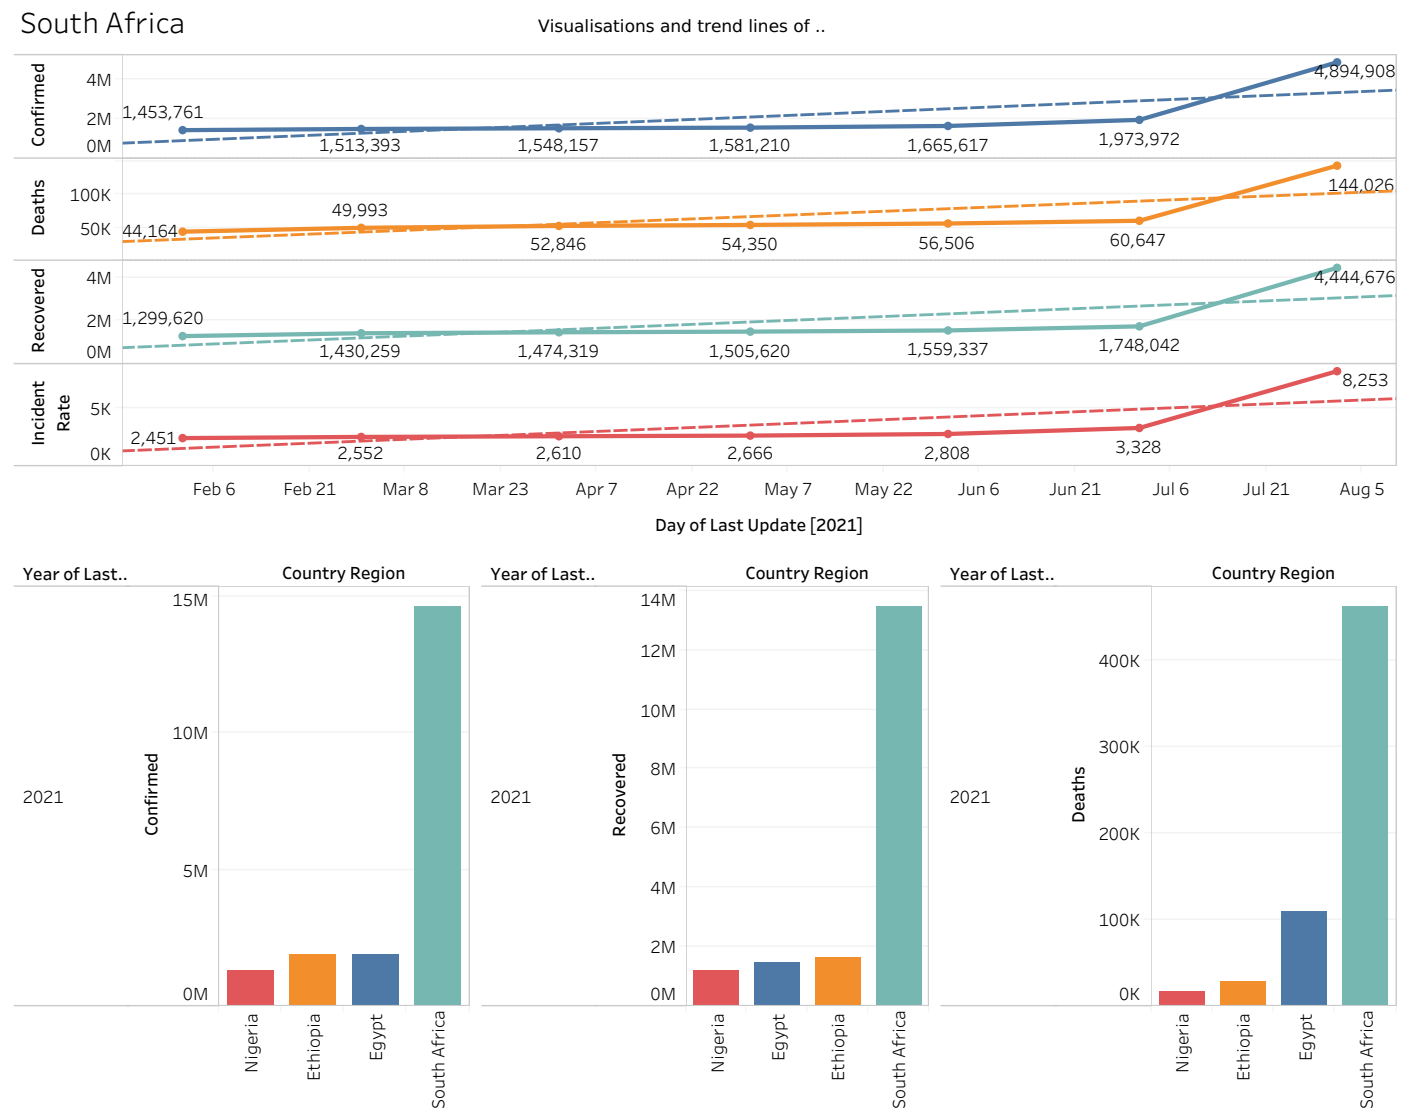 South Africa
Visualisations and trend lines of ..
Confirmed
4M
2M
0M
1,453,761
1,513,393
1,548,157
1,581,210
1,665,617
1,973,972
4,894,908
Deaths
100K
50K
44,164
49,993
52,846
54,350
56,506
60,647
144,026
Recovered
4M
2M
0M
1,299,620
1,430,259
1,474,319
1,505,620
1,559,337
1,748,042
4,444,676
Incident
Rate
5K
0K
2,451
2,552
2,610
2,666
2,808
3,328
8,253
Feb 6 Feb 21 Mar 8 Mar 23 Apr 7 Apr 22 May 7 May 22 Jun 6 Jun 21 Jul 6 Jul 21 Aug 5
Day of Last Update [2021]
Year of Last..
Country Region
2021
Confirmed
15M
10M
5M
0M
Nigeria
Ethiopia
Egypt
South Africa
Year of Last..
Country Region
2021
Recovered
14M
12M
10M
8M
6M
4M
2M
0M
Nigeria
Egypt
Ethiopia
South Africa
Year of Last..
Country Region
2021
Deaths
400K
300K
200K
100K
0K
Nigeria
Ethiopia
Egypt
South Africa